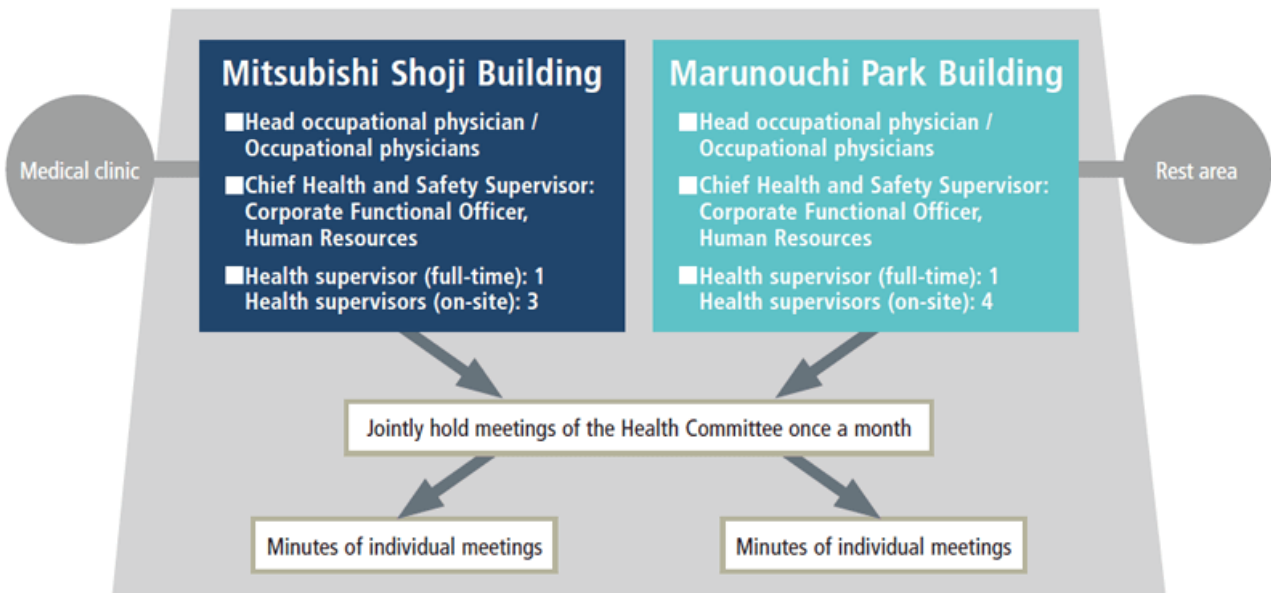 Mitsubishi Shoji Building
■Head occupational physician /
Occupational physicians
■Chief Health and Safety Supervisor:
Corporate Functional Officer,
Human Resources
■Health supervisor (full-time): 1
Health supervisors (on-site): 3
Marunouchi Park Building
■Head occupational physician /
Occupational physicians
■Chief Health and Safety Supervisor:
Corporate Functional Officer,
Human Resources
■Health supervisor (full-time): 1
Health supervisors (on-site): 4
Medical clinic
Rest area
Jointly hold meetings of the Health Committee once a month
Minutes of individual meetings
Minutes of individual meetings